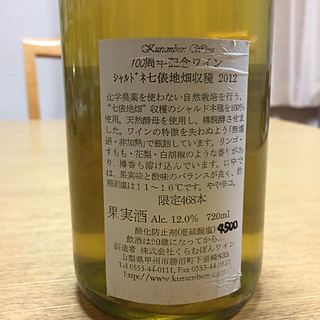 Kurambon Wine
100周年記念ワイン
シャルドネ七俵地畑収穫 2012
化学農薬を使わない自然栽培を行う、
"七俵地畑"収穫のシャルドネ種を100%
使用。天然酵母を使用し、樽醗酵させま
した。ワインの特徴を失わぬよう「無濾
過・非加熱」で瓶詰しています。リンゴ・
すもも・花梨・白胡椒のような香りがあ
り、樽香も溶け込んでいます。口中で
は、果実味と酸味のバランスが良く、飲
用適温は11~16℃です。やや辛口。
限定468本
果実酒 Alc. 12.0% 720ml
酸化防止剤(亜硫酸塩) 4500
飲酒は20歳になってから
製造者 株式会社くらむぼんワイン
山梨県甲州市勝沼町下岩崎835
Tel 0553-44-0111, Fax 0553-
http://www.kurambon.com